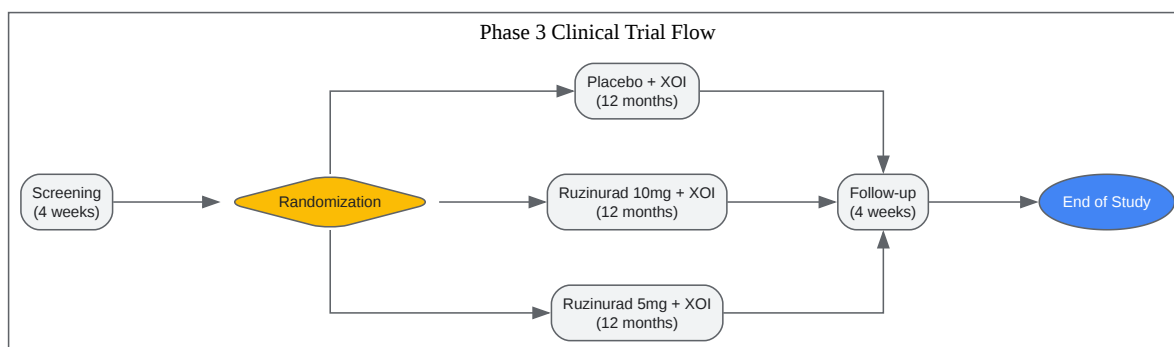 Phase 3 Clinical Trial Flow
Placebo + XOI
(12 months)
Screening
(4 weeks)
Randomization
Ruzinurad 10mg + XOI
(12 months)
Follow-up
(4 weeks)
End of Study
Ruzinurad 5mg + XOI
(12 months)